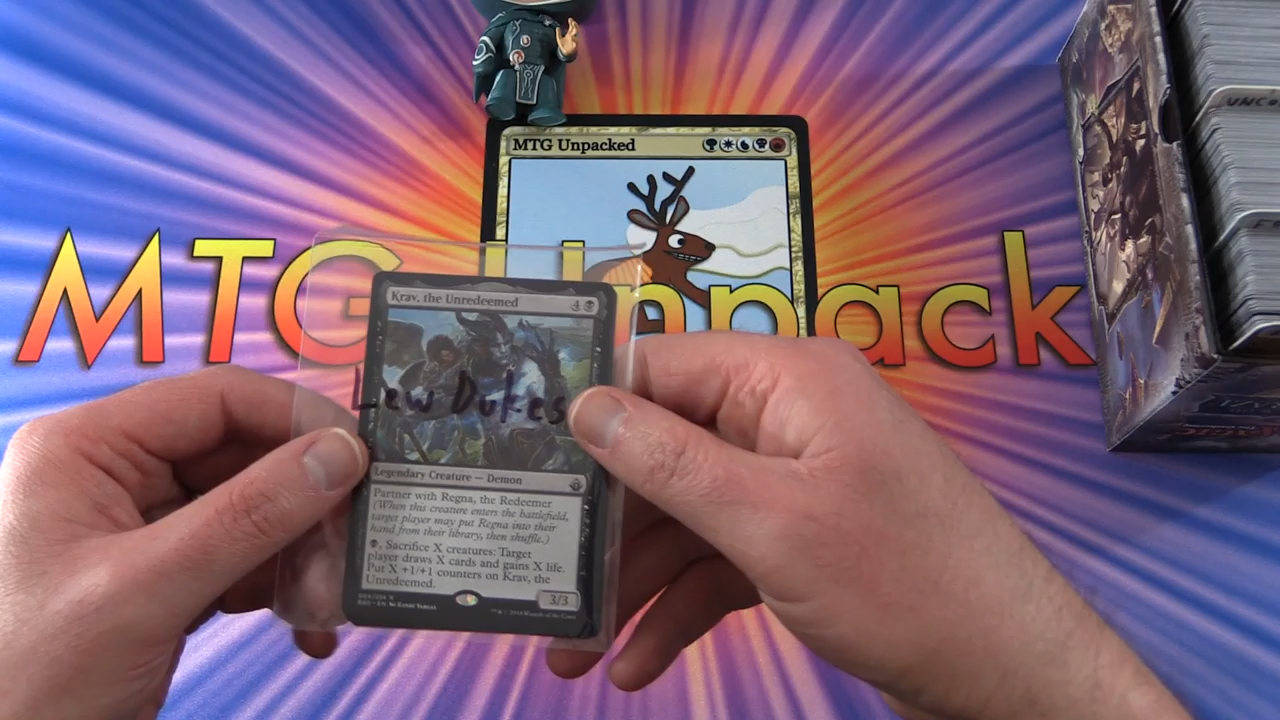 UNCO
MTG Unpacked
MTG Unpack
Krav, the Unredeemed 4
Lew Dukes
Legendary Creature — Demon
Partner with Regna, the Redeemer
(When this creature enters the battlefield,
target player may put Regna into their
hand from their library, then shuffle.)
, Sacrifice X creatures: Target
player draws X cards and gains X life.
Put X +1/+1 counters on Krav, the
Unredeemed.
3/3